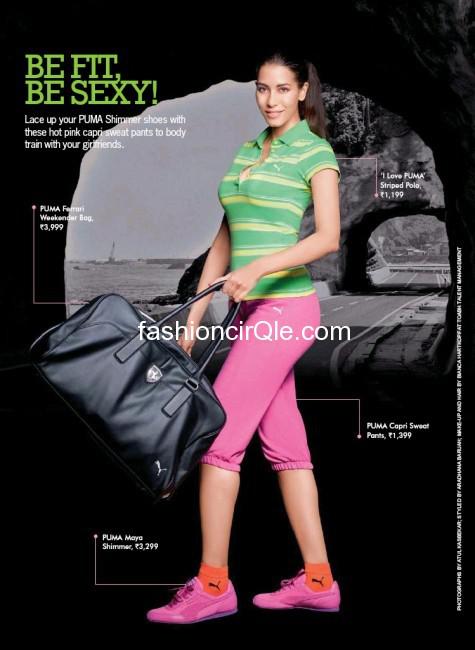 BE FIT,
BE SEXY!
Lace up your PUMA Shimmer shoes with
these hot pink capri sweat pants to body
train with your girlfriends.
'I Love PUMA'
Striped Polo,
₹1,199
PUMA Ferrari
Weekender Bag,
₹3,999
fashioncirQle.com
PUMA Capri Sweat
Pants, ₹1,399
PUMA Maya
Shimmer, ₹3,299
PHOTOGRAPHS BY ATUL KASBEKAR; STYLED BY ARADHANA BARUAH; MAKE-UP AND HAIR BY BIANCA HARTKOPF AT TOABH TALENT MANAGEMENT